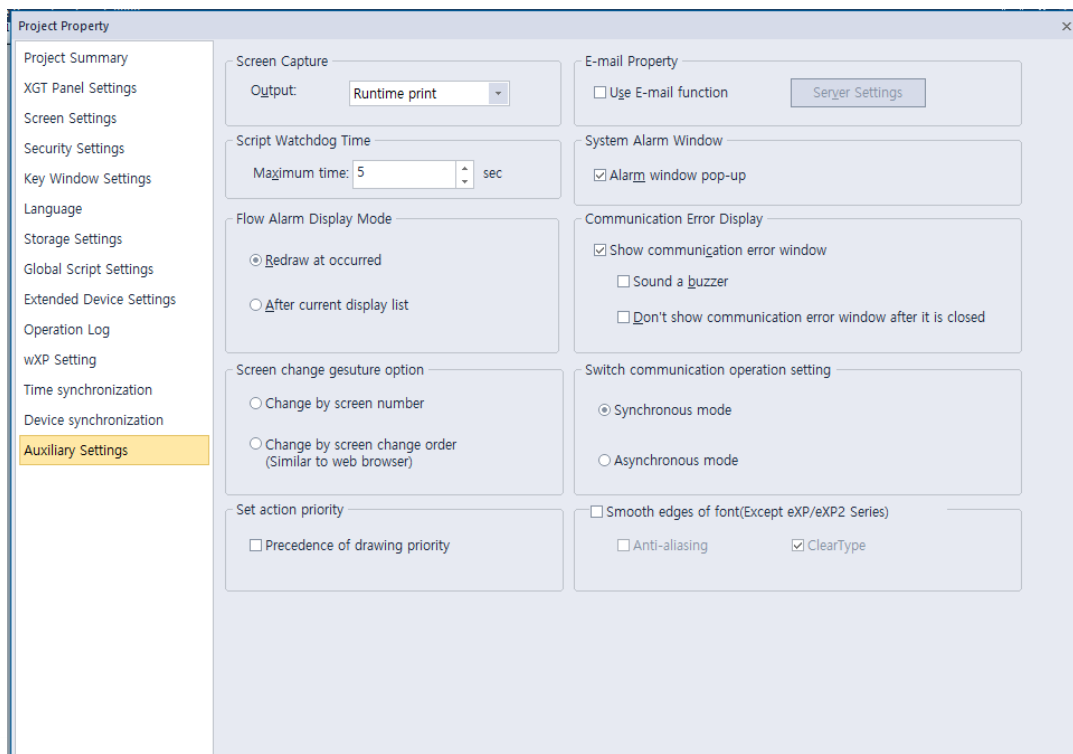 Project Property
Project Summary
XGT Panel Settings
Screen Settings
Security Settings
Key Window Settings
Language
Storage Settings
Global Script Settings
Extended Device Settings
Operation Log
wXP Setting
Time synchronization
Device synchronization
Auxiliary Settings
Screen Capture
Output: Runtime print
Script Watchdog Time
Maximum time: 5 sec
Flow Alarm Display Mode
Redraw at occurred
After current display list
Screen change gesuture option
Change by screen number
Change by screen change order
(Similar to web browser)
Set action priority
Precedence of drawing priority
E-mail Property
Use E-mail function Server Settings
System Alarm Window
Alarm window pop-up
Communication Error Display
Show communication error window
Sound a buzzer
Don't show communication error window after it is closed
Switch communication operation setting
Synchronous mode
Asynchronous mode
Smooth edges of font(Except eXP/eXP2 Series)
Anti-aliasing ClearType